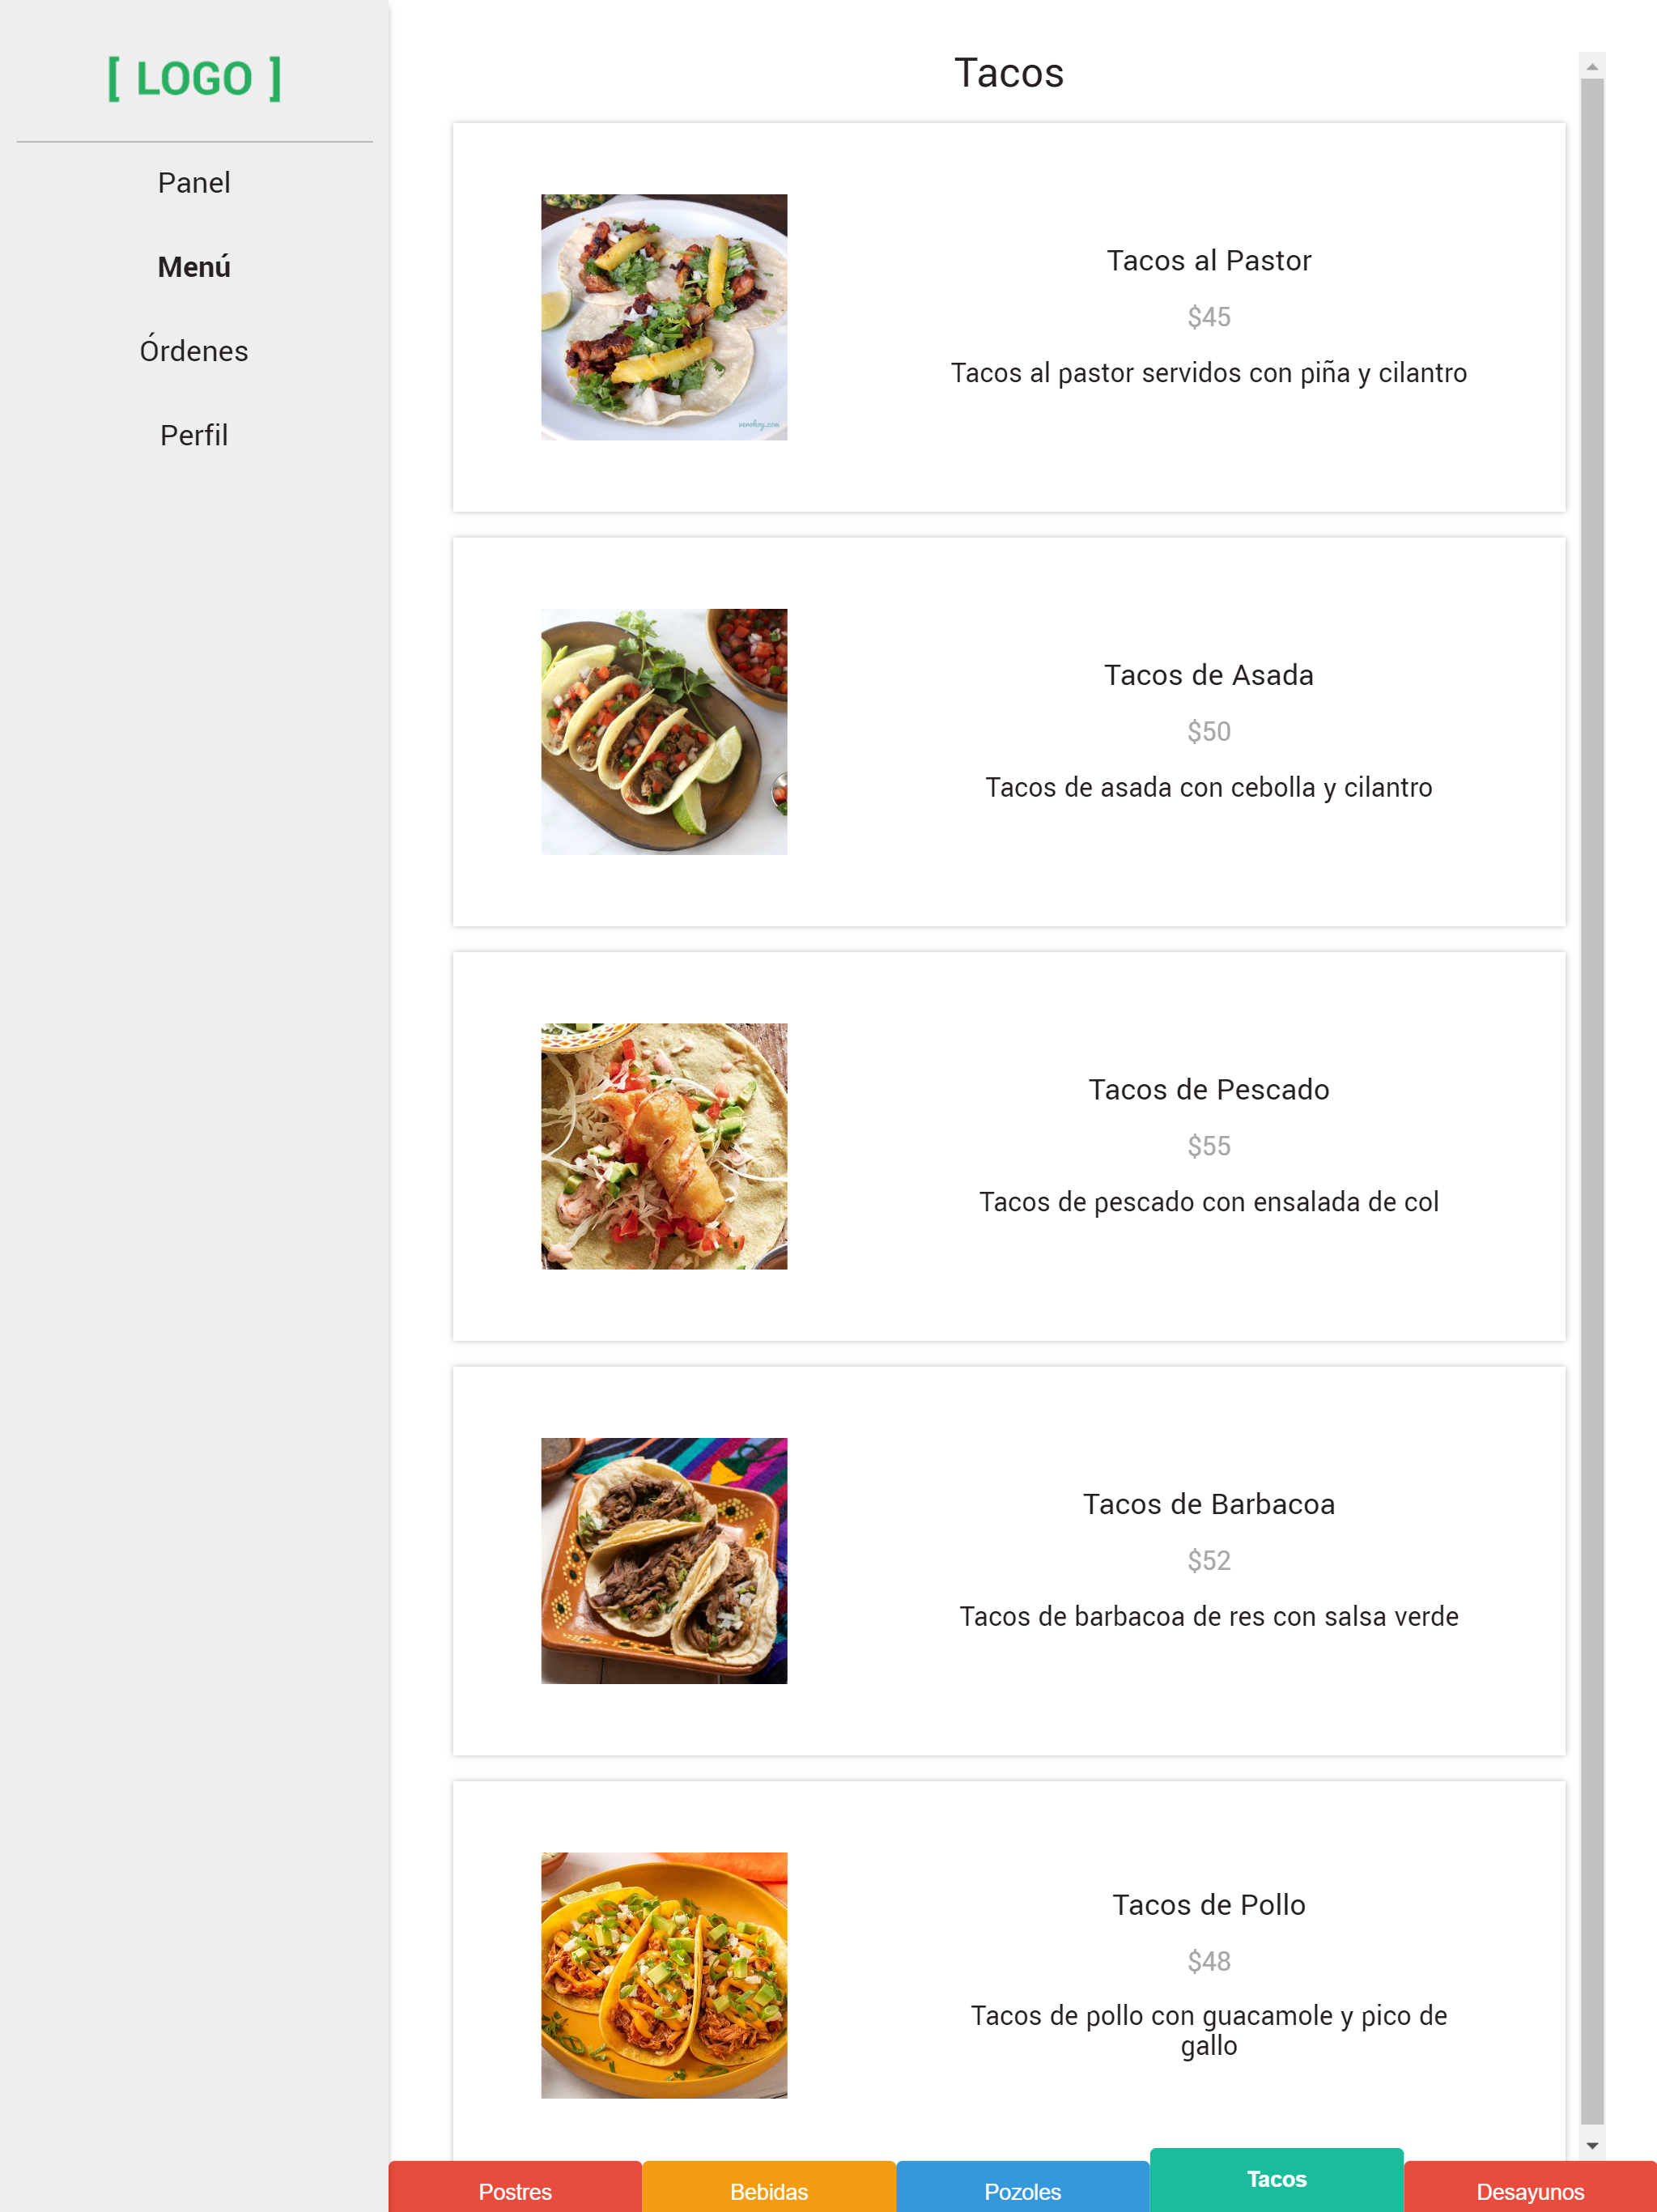 [ LOGO ]
Panel
Menú
Órdenes
Perfil
Tacos
Tacos al Pastor
$45
Tacos al pastor servidos con piña y cilantro
Tacos de Asada
$50
Tacos de asada con cebolla y cilantro
Tacos de Pescado
$55
Tacos de pescado con ensalada de col
Tacos de Barbacoa
$52
Tacos de barbacoa de res con salsa verde
Tacos de Pollo
$48
Tacos de pollo con guacamole y pico de
gallo
Postres
Bebidas
Pozoles
Tacos
Desayunos